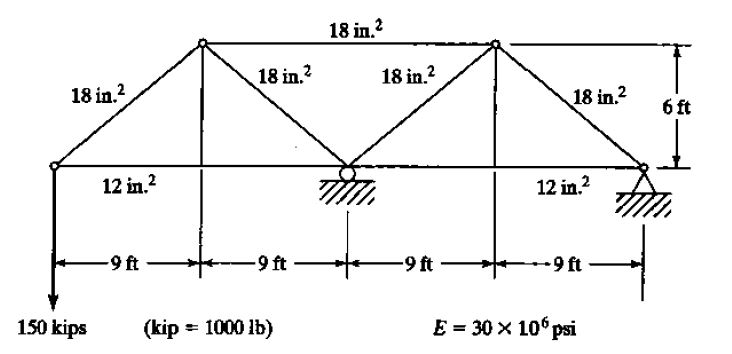 18 in.²
18 in.²
18 in.²
18 in.²
18 in.²
6 ft
12 in.²
12 in.²
9 ft
9 ft
9 ft
9 ft
150 kips
(kip = 1000 lb)
E = 30 × 10⁶ psi